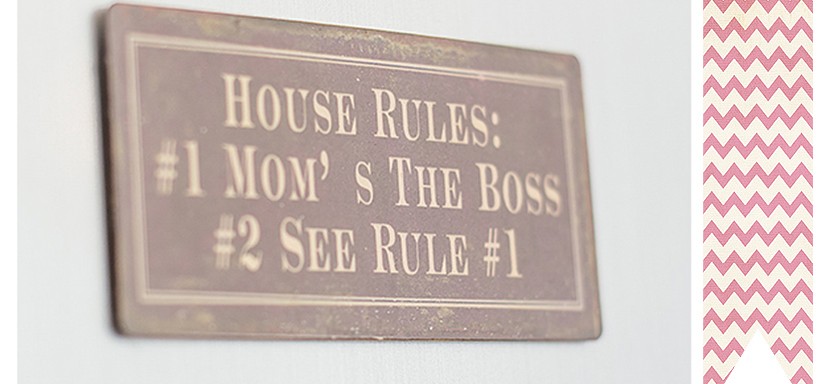 HOUSE RULES:
#1 MOM' S THE BOSS
#2 SEE RULE #1